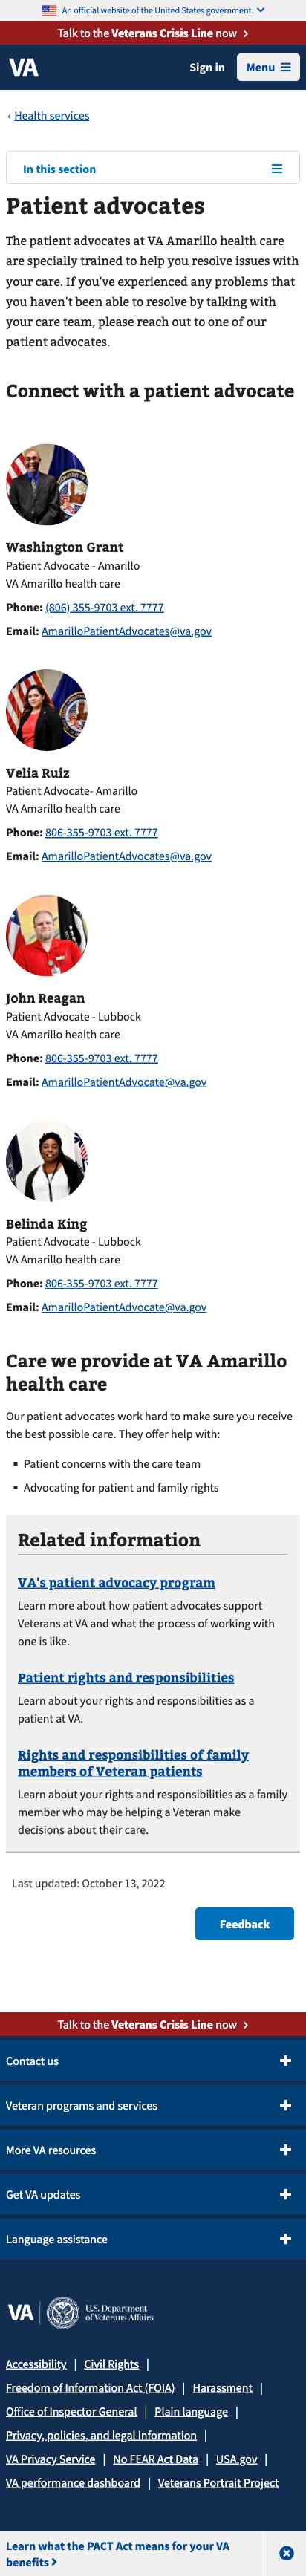 An official website of the United States government.
Talk to the Veterans Crisis Line now
VA
Sign in
Menu
‹ Health services
In this section
Patient advocates
The patient advocates at VA Amarillo health care
are specially trained to help you resolve issues with
your care. If you've experienced any problems that
you haven't been able to resolve by talking with
your care team, please reach out to one of our
patient advocates.
Connect with a patient advocate
Washington Grant
Patient Advocate - Amarillo
VA Amarillo health care
Phone: (806) 355-9703 ext. 7777
Email: AmarilloPatientAdvocates@va.gov
Velia Ruiz
Patient Advocate- Amarillo
VA Amarillo health care
Phone: 806-355-9703 ext. 7777
Email: AmarilloPatientAdvocates@va.gov
John Reagan
Patient Advocate - Lubbock
VA Amarillo health care
Phone: 806-355-9703 ext. 7777
Email: AmarilloPatientAdvocate@va.gov
Belinda King
Patient Advocate - Lubbock
VA Amarillo health care
Phone: 806-355-9703 ext. 7777
Email: AmarilloPatientAdvocate@va.gov
Care we provide at VA Amarillo
health care
Our patient advocates work hard to make sure you receive
the best possible care. They offer help with:
▪ Patient concerns with the care team
▪ Advocating for patient and family rights
Related information
VA's patient advocacy program
Learn more about how patient advocates support
Veterans at VA and what the process of working with
one is like.
Patient rights and responsibilities
Learn about your rights and responsibilities as a
patient at VA.
Rights and responsibilities of family
members of Veteran patients
Learn about your rights and responsibilities as a family
member who may be helping a Veteran make
decisions about their care.
Last updated: October 13, 2022
Feedback
Talk to the Veterans Crisis Line now
Contact us
Veteran programs and services
More VA resources
Get VA updates
Language assistance
VA
U.S. Department
of Veterans Affairs
Accessibility | Civil Rights |
Freedom of Information Act (FOIA) | Harassment |
Office of Inspector General | Plain language |
Privacy, policies, and legal information |
VA Privacy Service | No FEAR Act Data | USA.gov |
VA performance dashboard | Veterans Portrait Project
Learn what the PACT Act means for your VA
benefits